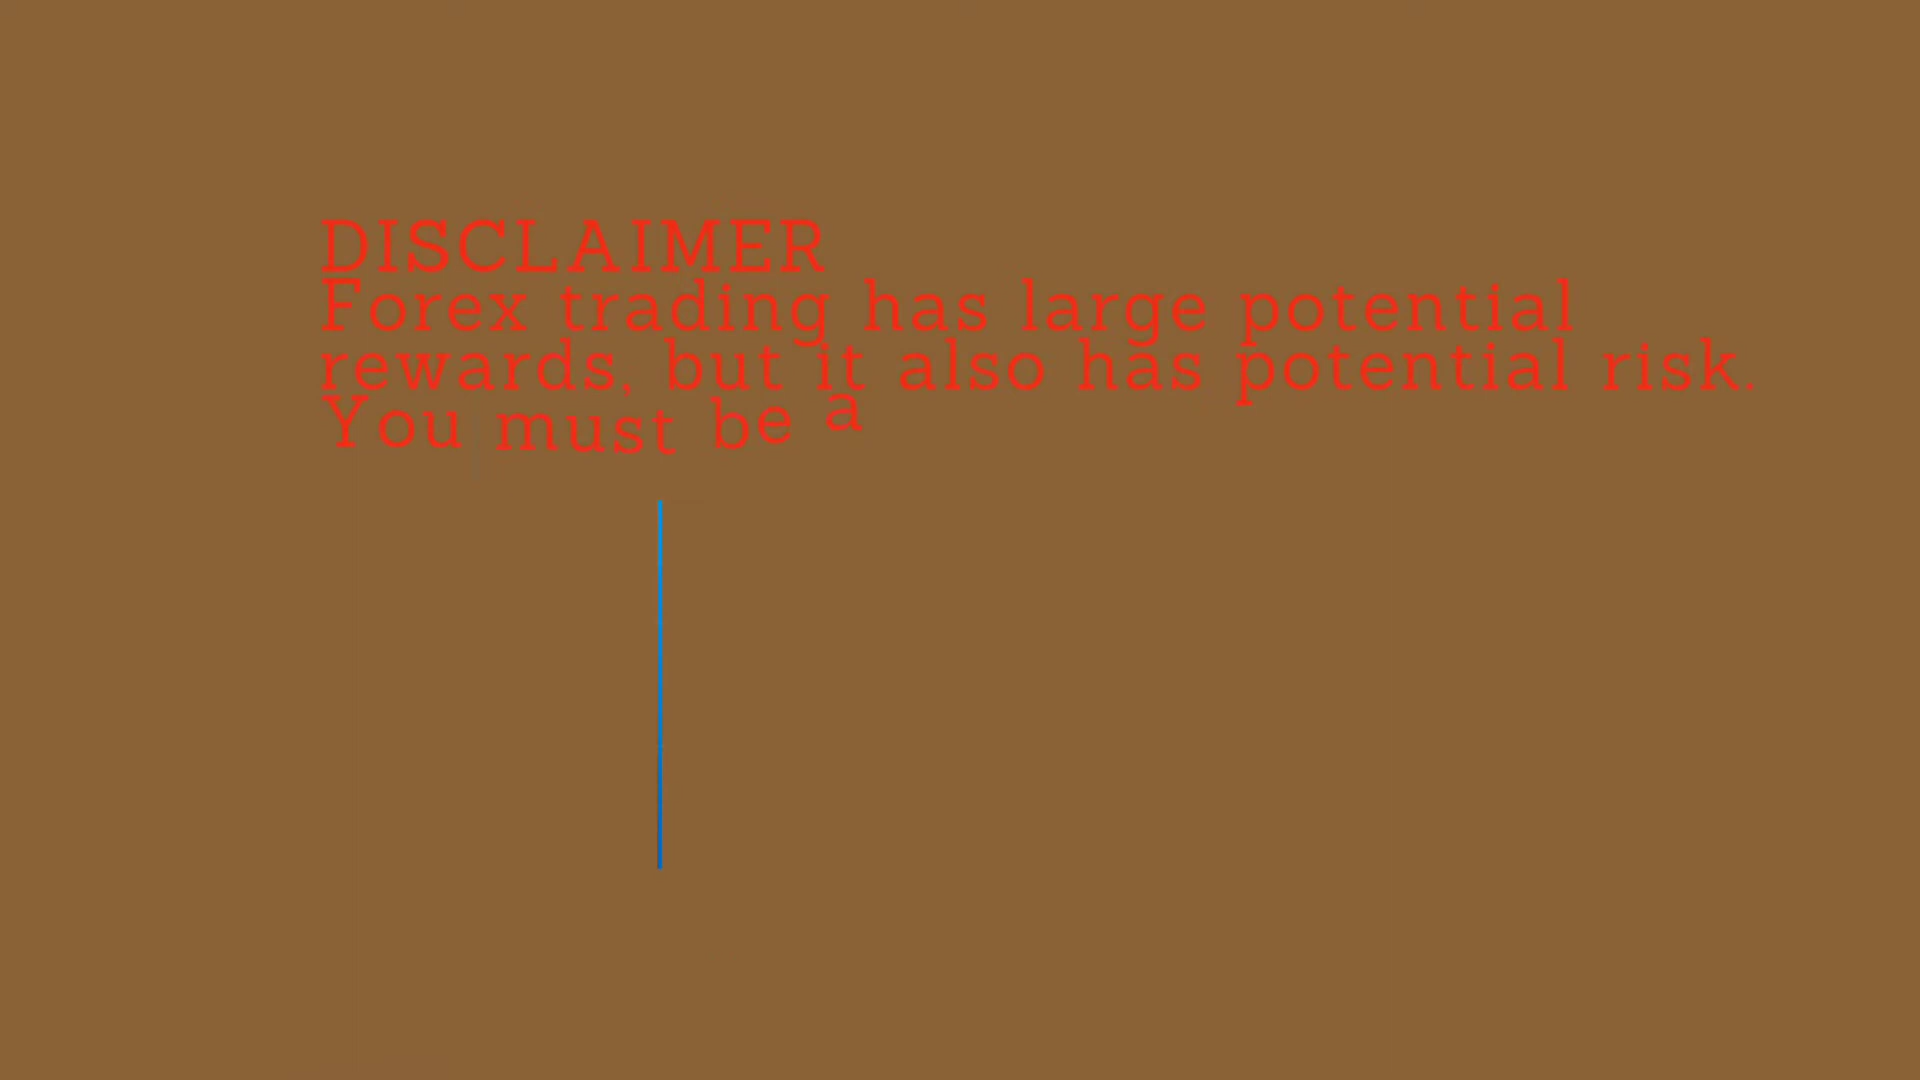 DISCLAIMER
Forex trading has large potential
rewards, but it also has potential risk.
You must be a